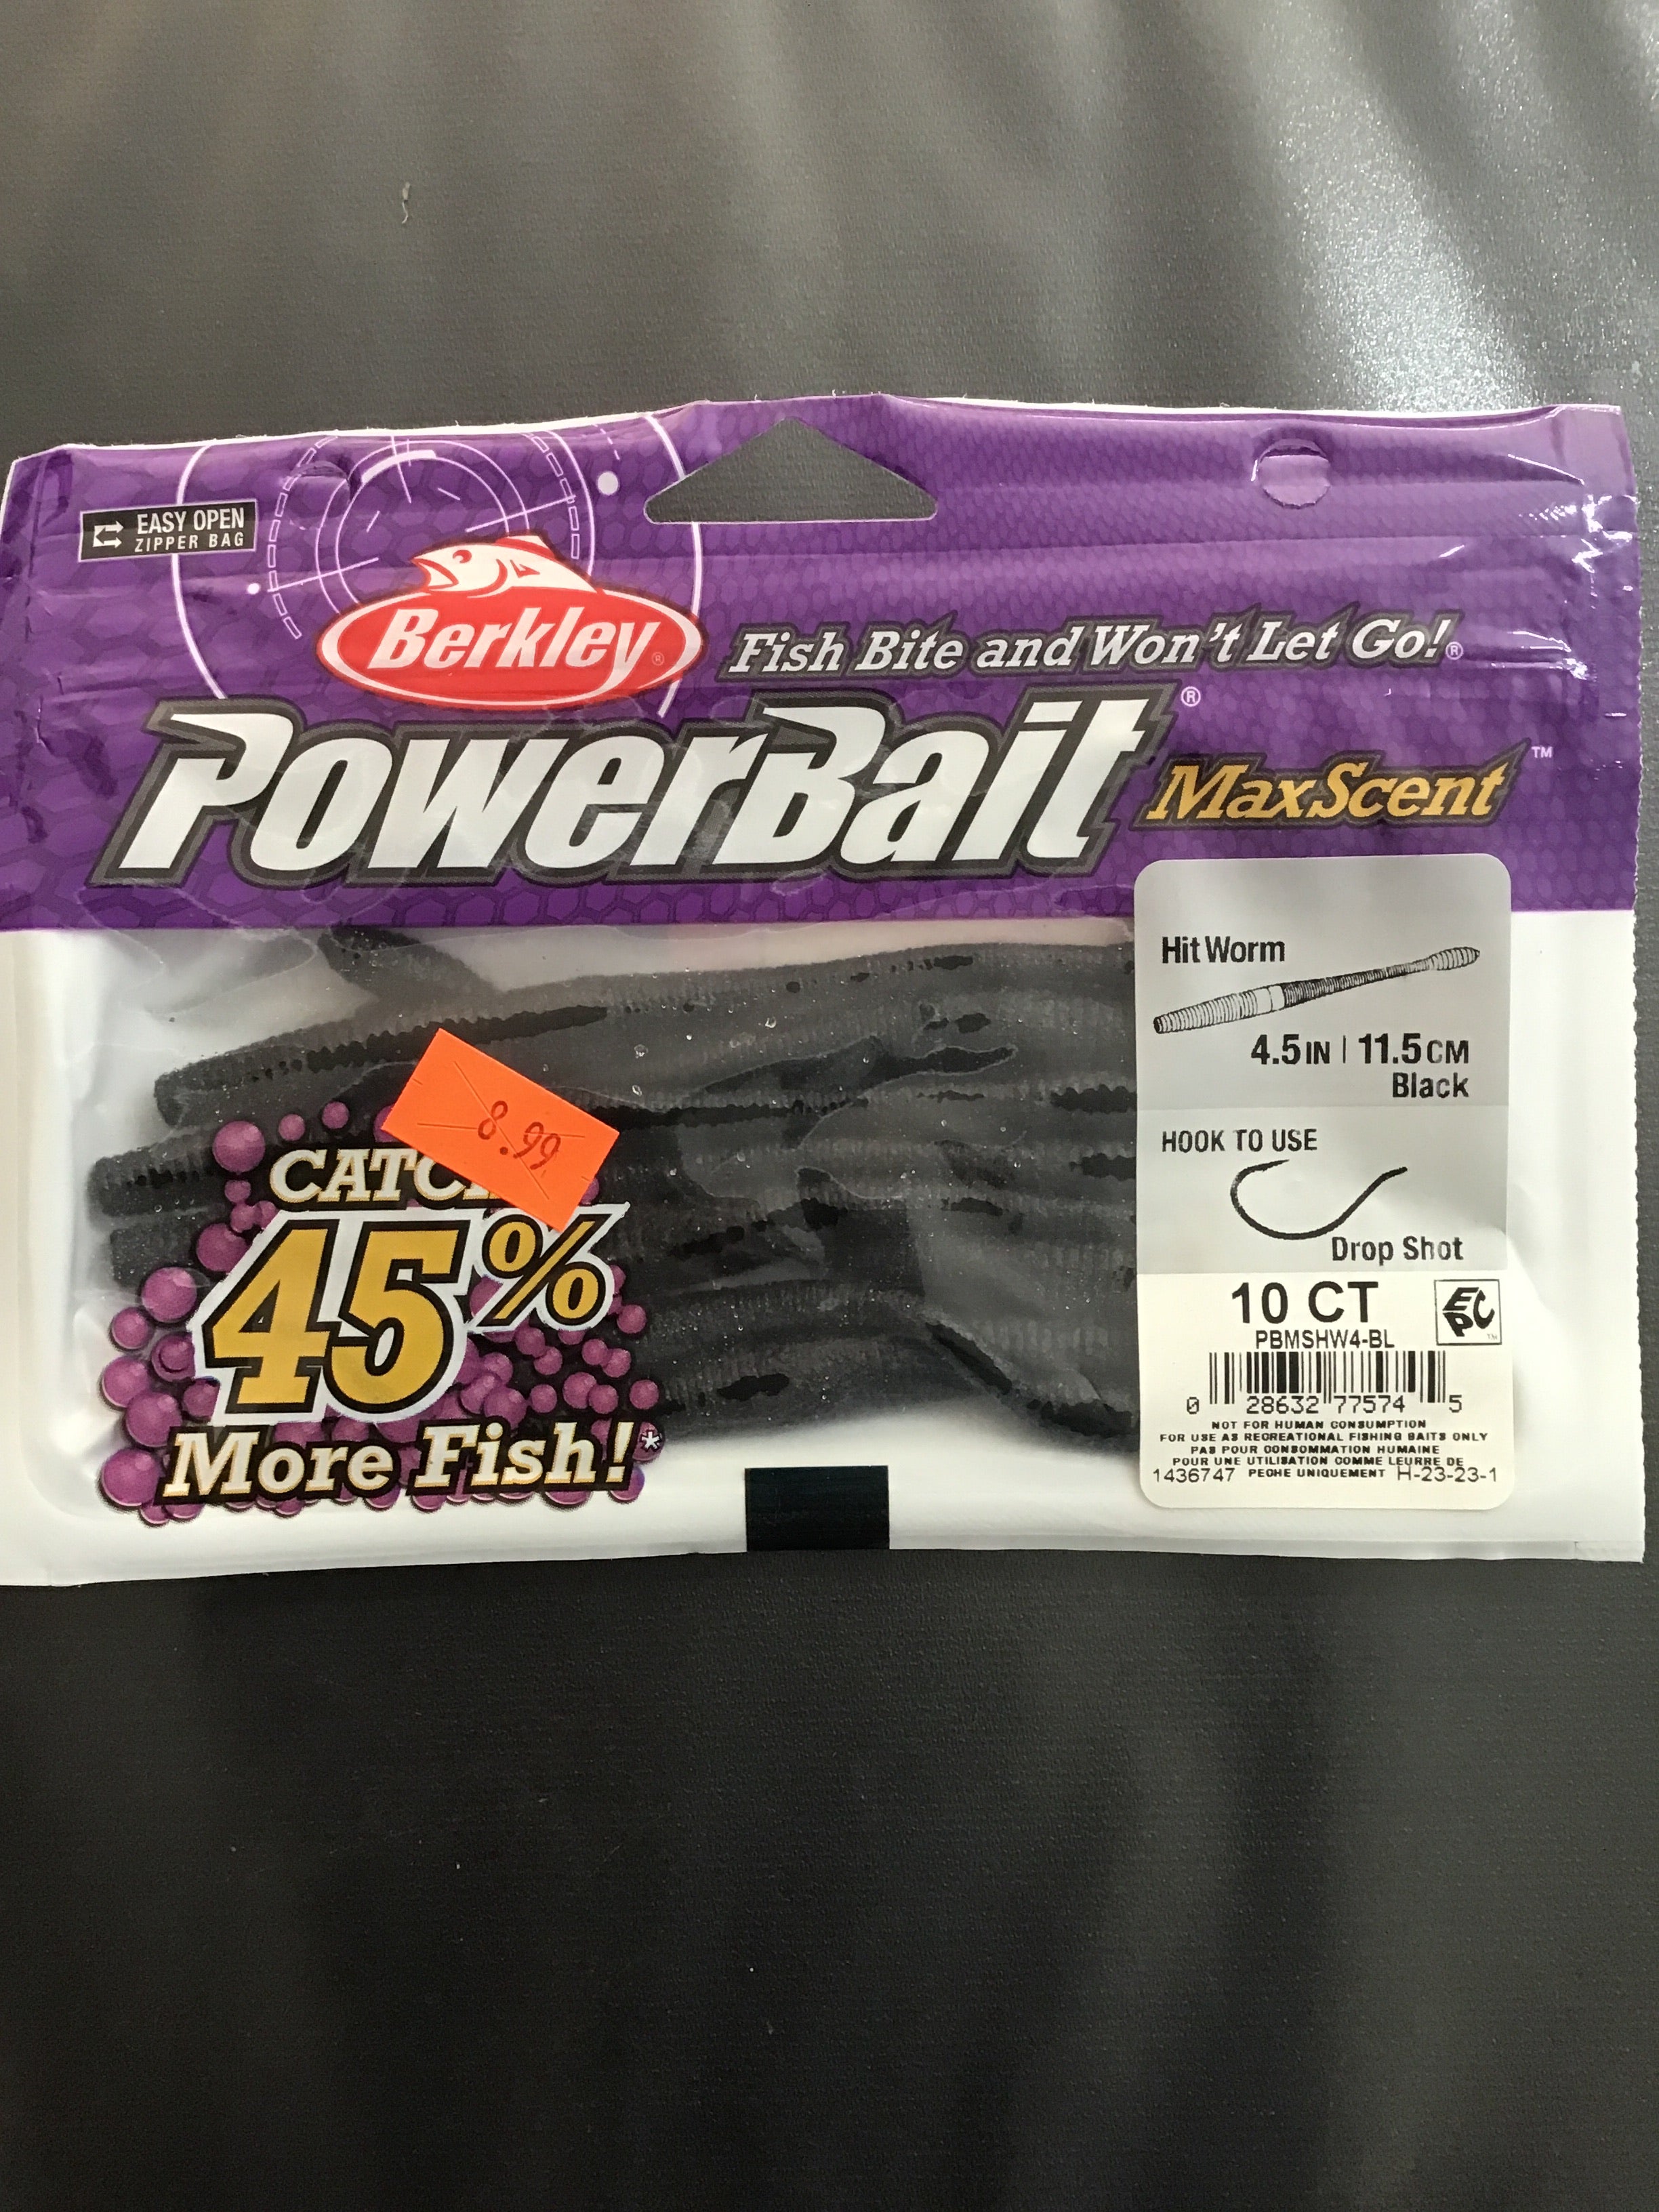 EASY OPEN
ZIPPER BAG
Berkley®
Fish Bite and Won't Let Go!®
PowerBait®
MaxScent™
Hit Worm
4.5IN | 11.5CM
Black
8.99
CATC
45%
More Fish!*
HOOK TO USE
Drop Shot
10 CT
EPC™
PBMSHW4-BL
0 28632 77574 5
NOT FOR HUMAN CONSUMPTION
FOR USE AS RECREATIONAL FISHING BAITS ONLY
PAS POUR CONSOMMATION HUMAINE
POUR UNE UTILISATION COMME LEURRE DE
1436747 PECHE UNIQUEMENT H-23-23-1